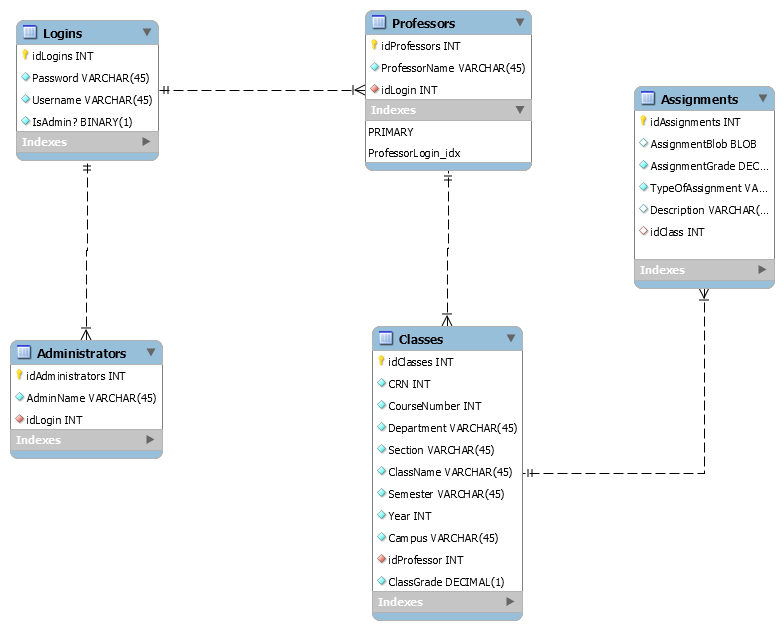 Logins
idLogins INT
Password VARCHAR(45)
Username VARCHAR(45)
IsAdmin? BINARY(1)
Indexes
Professors
idProfessors INT
ProfessorName VARCHAR(45)
idLogin INT
Indexes
PRIMARY
ProfessorLogin_idx
Assignments
idAssignments INT
AssignmentBlob BLOB
AssignmentGrade DEC...
TypeOfAssignment VA...
Description VARCHAR(...
idClass INT
Indexes
Administrators
idAdministrators INT
AdminName VARCHAR(45)
idLogin INT
Indexes
Classes
idClasses INT
CRN INT
CourseNumber INT
Department VARCHAR(45)
Section VARCHAR(45)
ClassName VARCHAR(45)
Semester VARCHAR(45)
Year INT
Campus VARCHAR(45)
idProfessor INT
ClassGrade DECIMAL(1)
Indexes